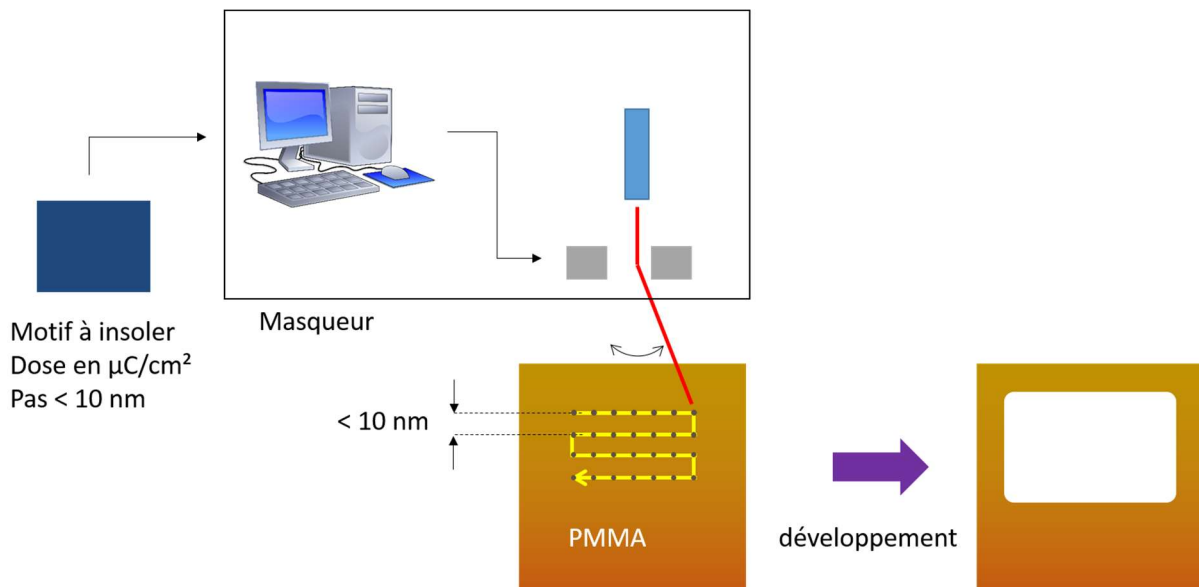 Masqueur
Motif à insoler
Dose en µC/cm²
Pas < 10 nm
< 10 nm
PMMA
développement